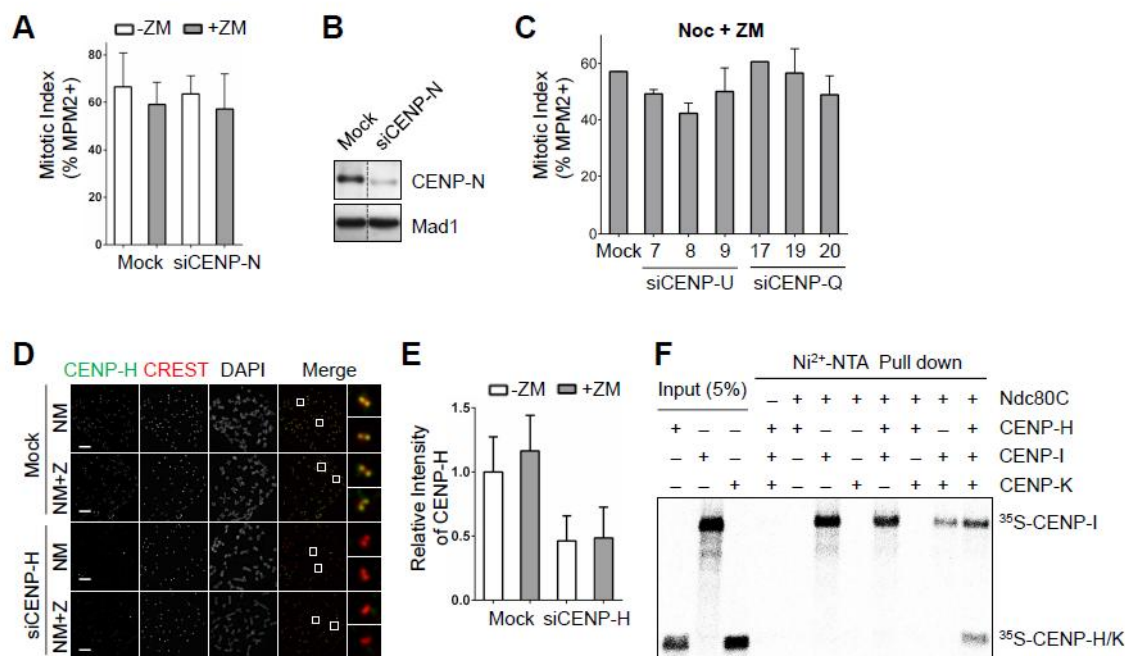 A
-ZM +ZM
Mitotic Index
(% MPM2+)
80
60
40
20
0
Mock siCENP-N
B
Mock siCENP-N
CENP-N
Mad1
C
Noc + ZM
Mitotic Index
(% MPM2+)
60
40
20
0
Mock 7 8 9 17 19 20
siCENP-U siCENP-Q
D
CENP-H CREST DAPI Merge
Mock
NM
NM+Z
siCENP-H
NM
NM+Z
E
-ZM +ZM
Relative Intensity
of CENP-H
1.5
1.0
0.5
0.0
Mock siCENP-H
F
Ni²⁺-NTA Pull down
Input (5%)
– + + + + + + + + Ndc80C
+ – – + + – – + + – + CENP-H
– + – + – + – + – + + CENP-I
– – + + – – + – + + + CENP-K
³⁵S-CENP-I
³⁵S-CENP-H/K